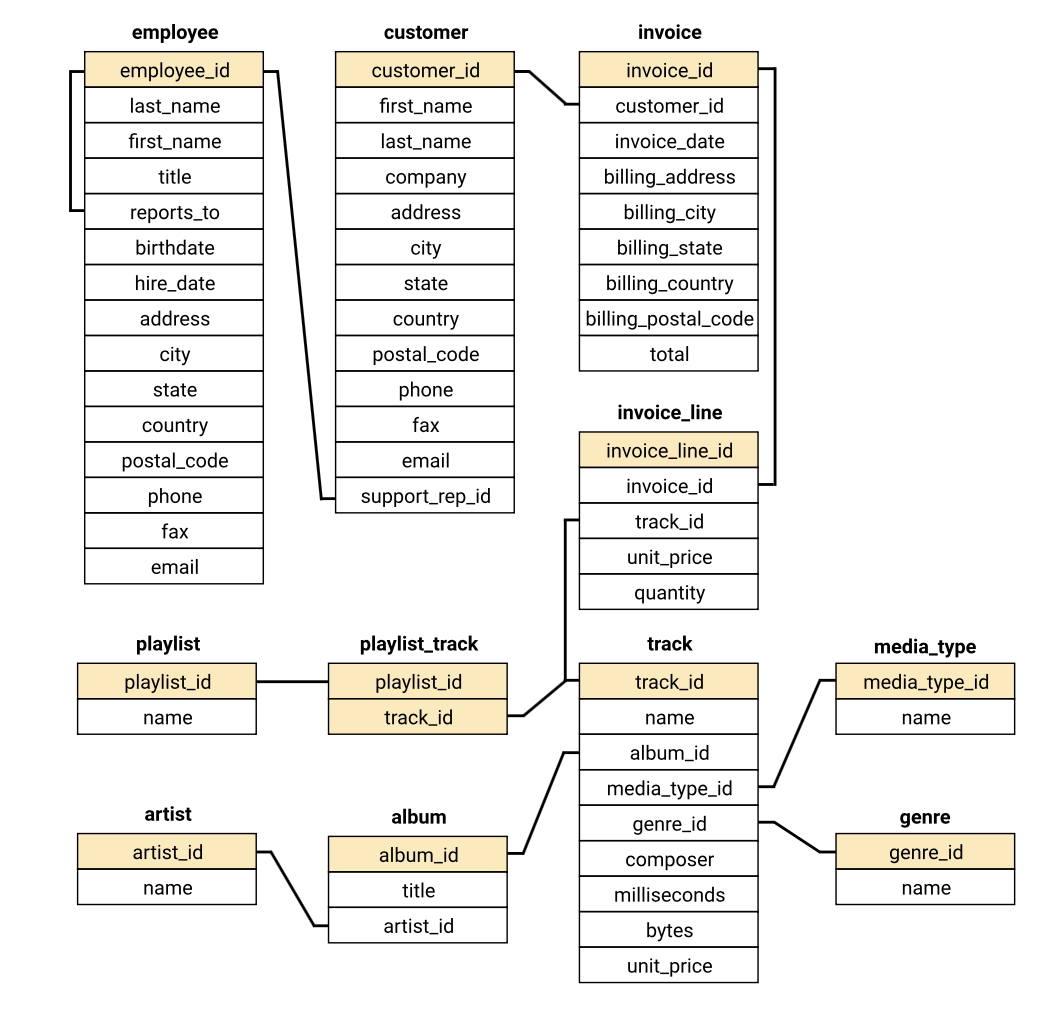 employee
employee_id
last_name
first_name
title
reports_to
birthdate
hire_date
address
city
state
country
postal_code
phone
fax
email
customer
customer_id
first_name
last_name
company
address
city
state
country
postal_code
phone
fax
email
support_rep_id
invoice
invoice_id
customer_id
invoice_date
billing_address
billing_city
billing_state
billing_country
billing_postal_code
total
invoice_line
invoice_line_id
invoice_id
track_id
unit_price
quantity
playlist
playlist_id
name
playlist_track
playlist_id
track_id
track
track_id
name
album_id
media_type_id
genre_id
composer
milliseconds
bytes
unit_price
media_type
media_type_id
name
artist
artist_id
name
album
album_id
title
artist_id
genre
genre_id
name